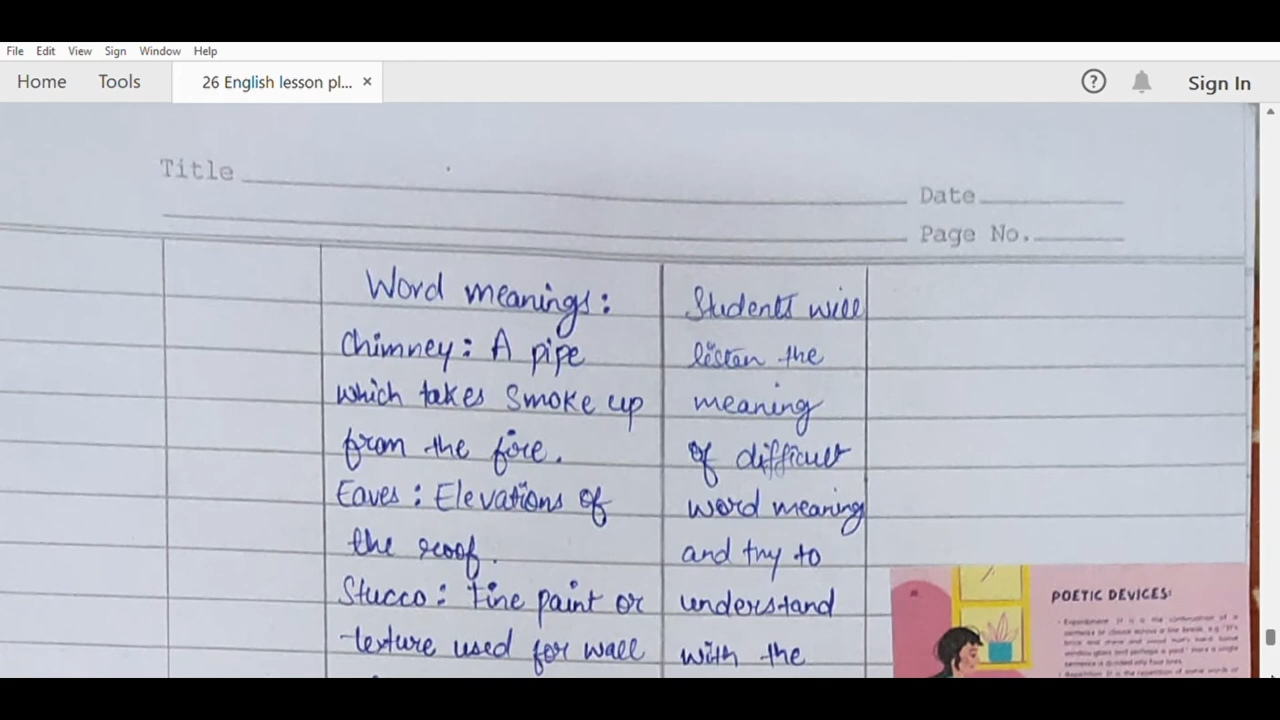 File Edit View Sign Window Help
Home Tools 26 English lesson pl... × ? Sign In
Title
Date
Page No.
Word meanings:
Chimney: A pipe
which takes smoke up
from the fire.
Eaves: Elevations of
the roof.
Stucco: Fine paint or
texture used for wall
Students will
listen the
meaning
of difficult
word meaning
and try to
understand
with the
POETIC DEVICES: